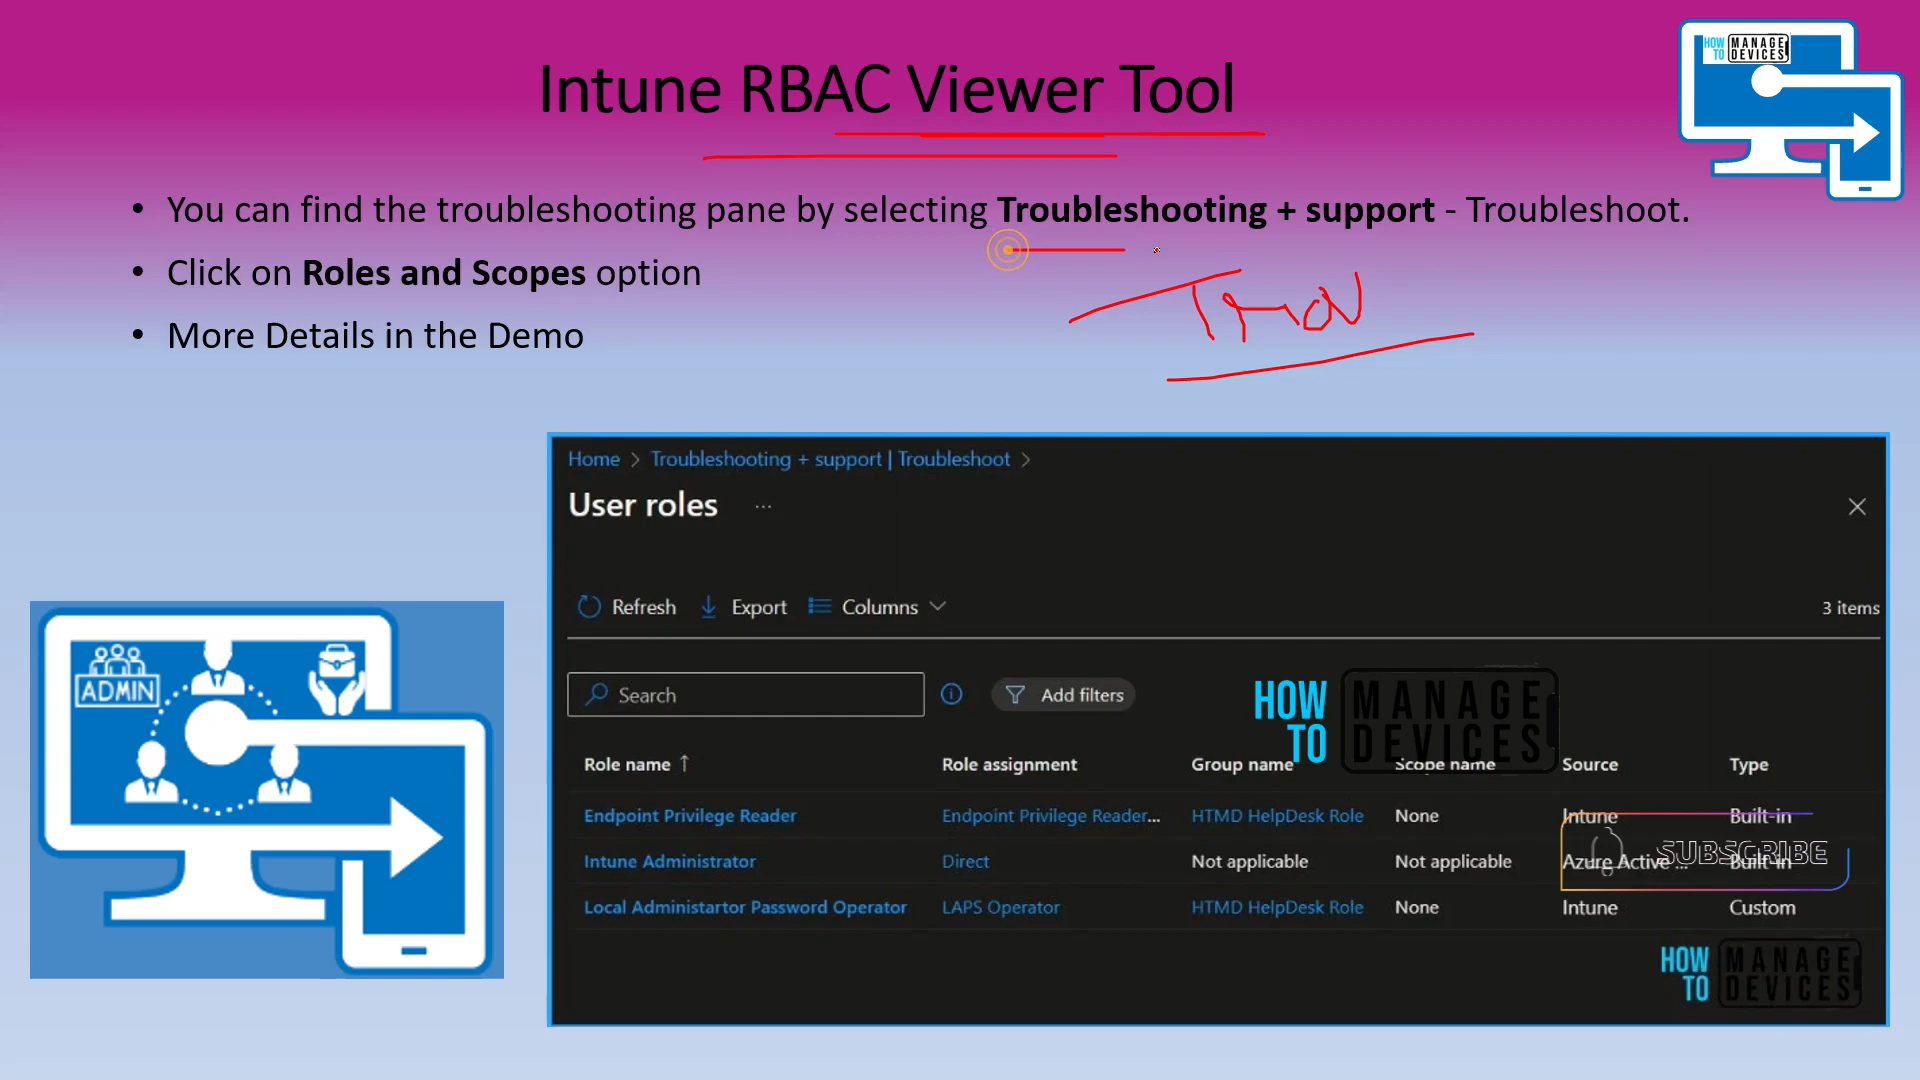 Intune RBAC Viewer Tool
HOW TO MANAGE DEVICES
• You can find the troubleshooting pane by selecting Troubleshooting + support - Troubleshoot.
• Click on Roles and Scopes option
• More Details in the Demo
Home > Troubleshooting + support | Troubleshoot >
User roles ...
Refresh Export Columns 3 items
Search Add filters
HOW TO MANAGE DEVICES
Role name ↑ Role assignment Group name Scope name Source Type
Endpoint Privilege Reader Endpoint Privilege Reader... HTMD HelpDesk Role None Intune Built-in
Intune Administrator Direct Not applicable Not applicable Azure Active ... Built-in
SUBSCRIBE
Local Administartor Password Operator LAPS Operator HTMD HelpDesk Role None Intune Custom
HOW TO MANAGE DEVICES
ADMIN